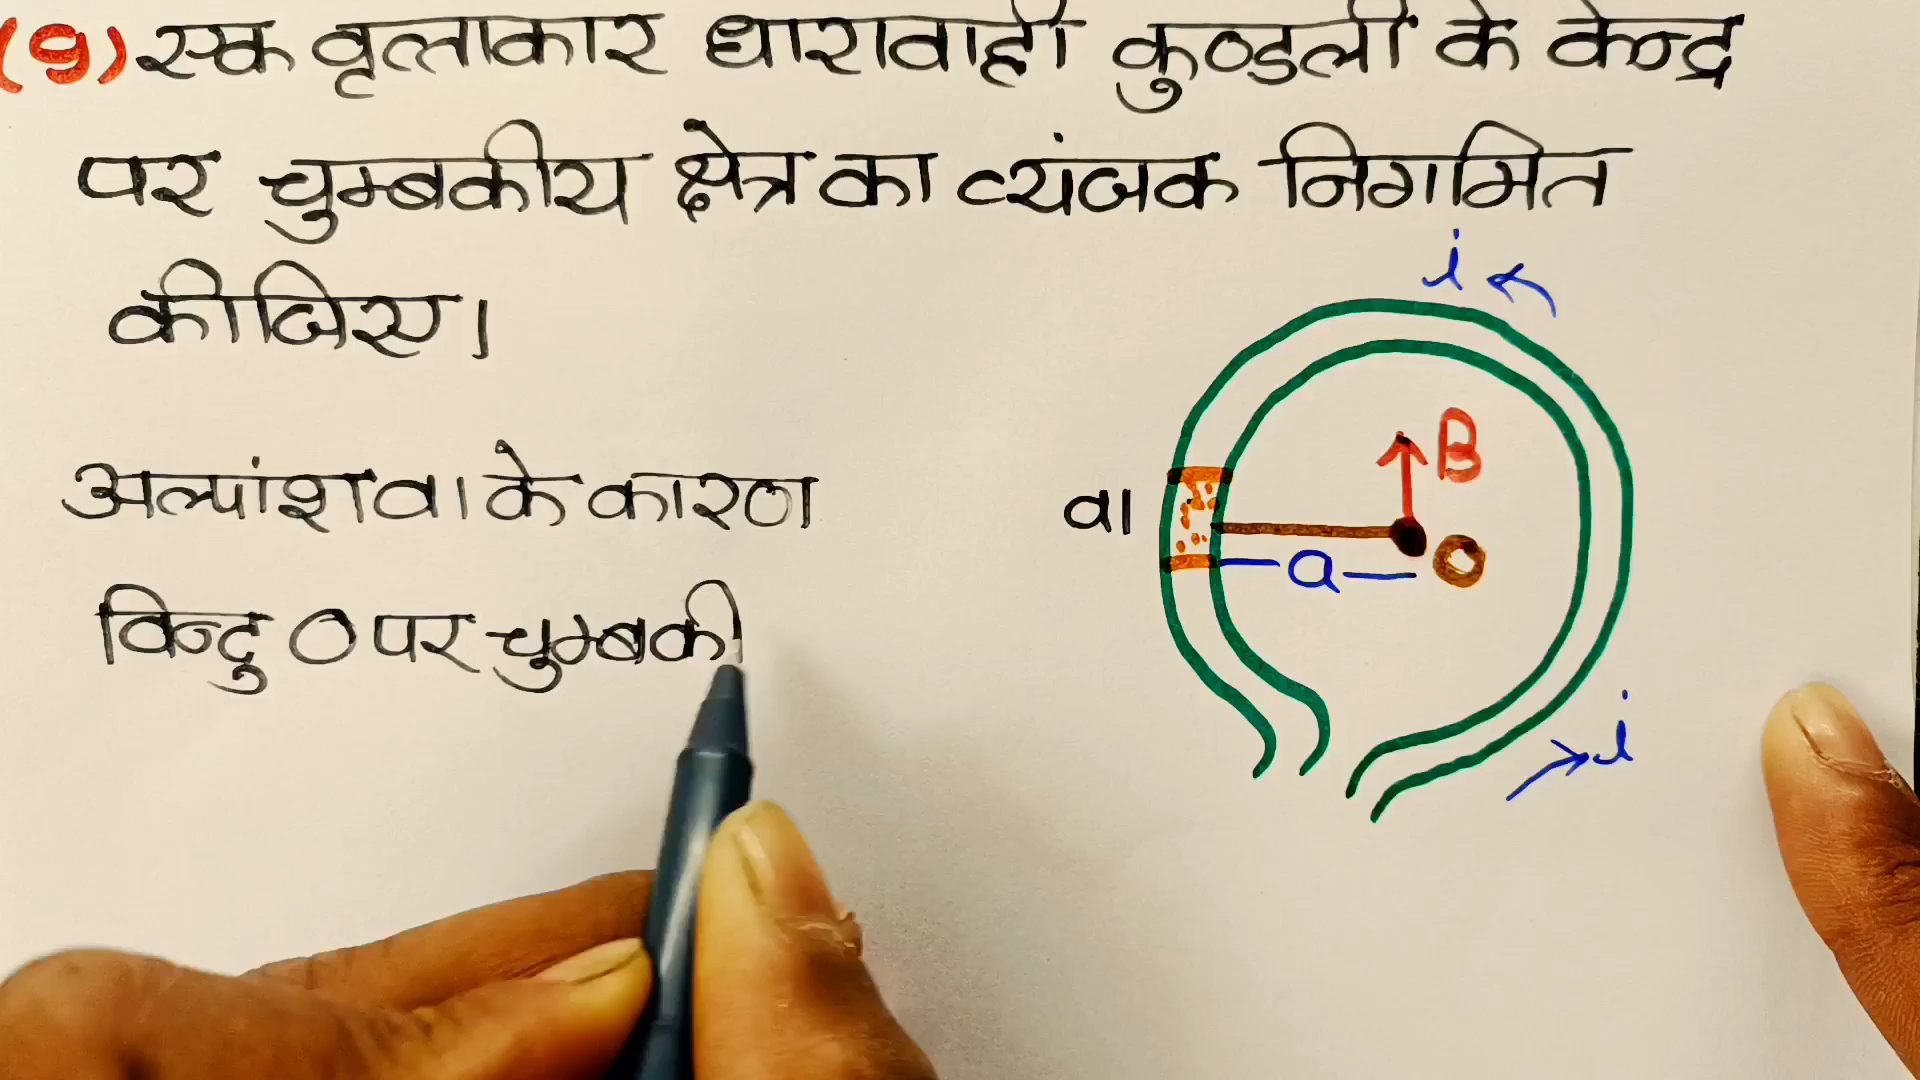 (9) एक वृत्ताकार धारावाही कुण्डली के केन्द्र
पर चुम्बकीय क्षेत्र का व्यंजक निगमित
कीजिए।
i
B
अल्पांश dl के कारण
dl
a
O
विन्दु O पर चुम्बकी
i